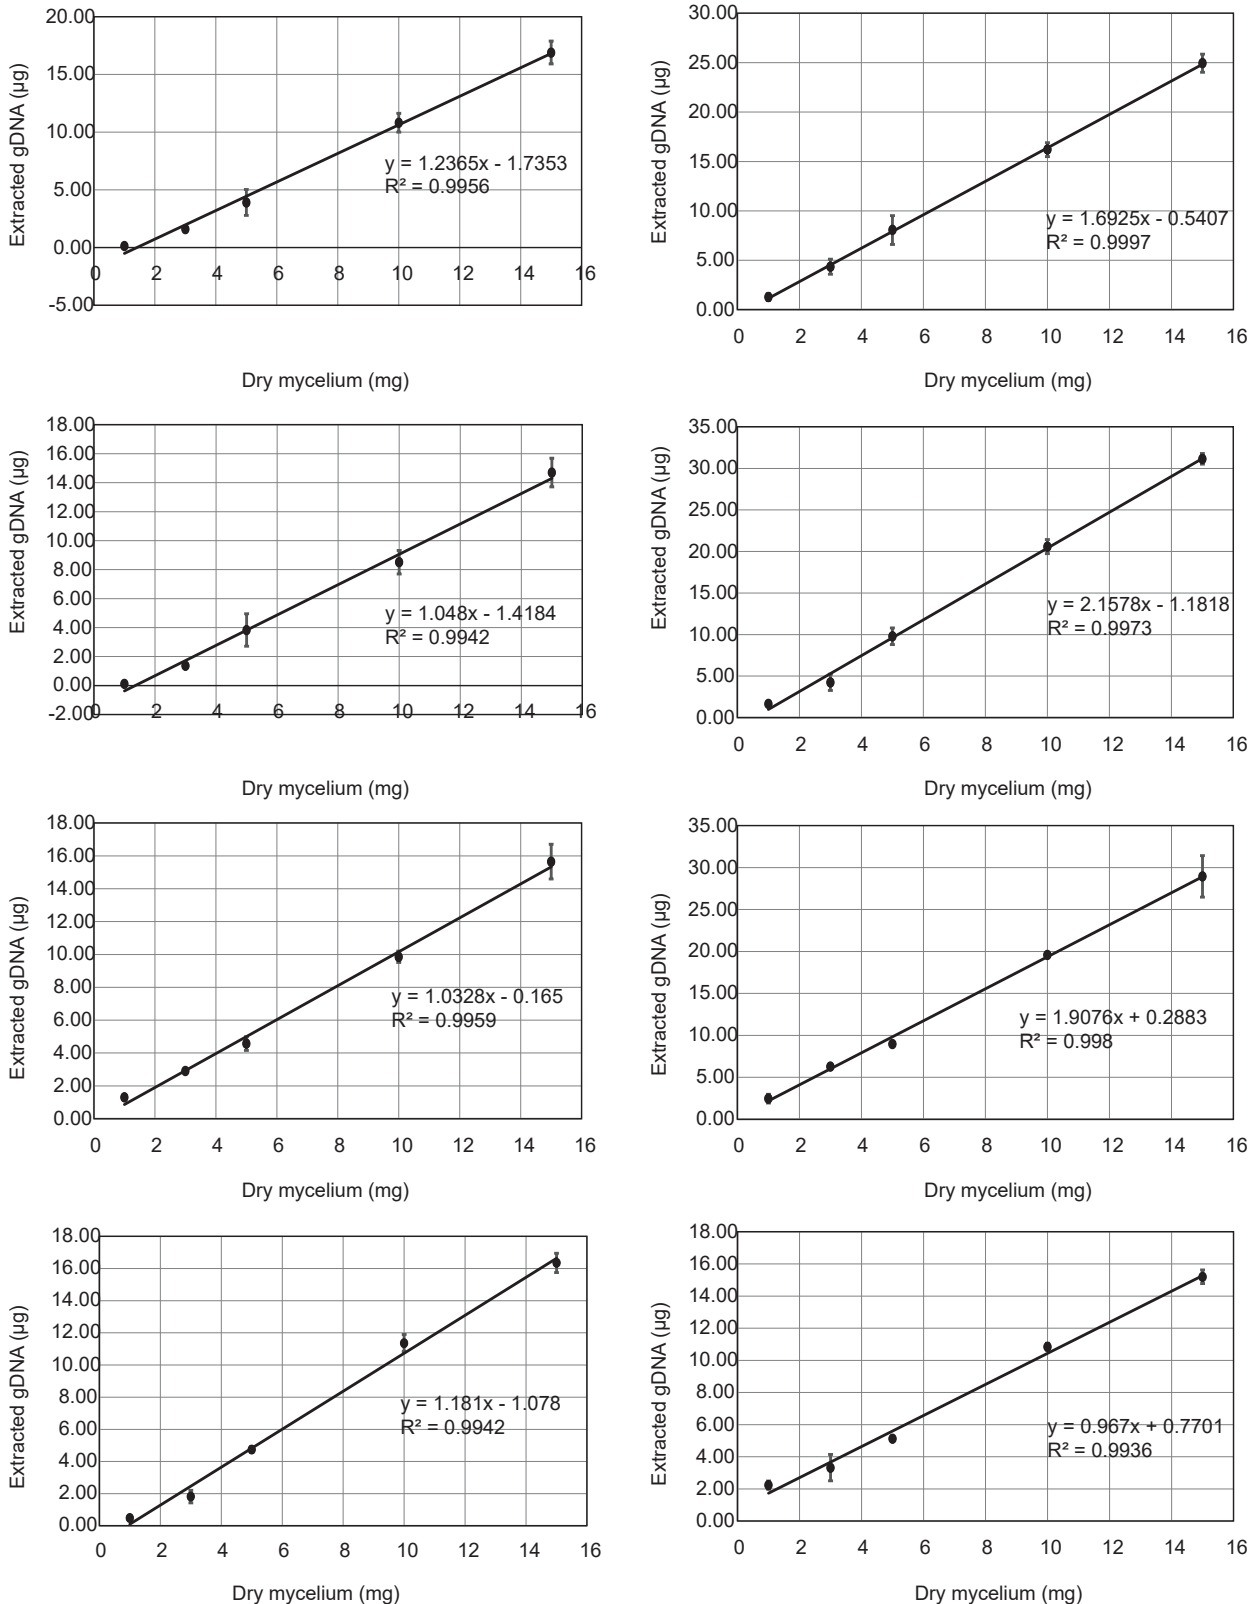 20.00
15.00
10.00
5.00
0.00
-5.00
0 2 4 6 8 10 12 14 16
Extracted gDNA (µg)
y = 1.2365x - 1.7353
R² = 0.9956
Dry mycelium (mg)
30.00
25.00
20.00
15.00
10.00
5.00
0.00
0 2 4 6 8 10 12 14 16
Extracted gDNA (µg)
y = 1.6925x - 0.5407
R² = 0.9997
Dry mycelium (mg)
18.00
16.00
14.00
12.00
10.00
8.00
6.00
4.00
2.00
0.00
-2.00
0 2 4 6 8 10 12 14 16
Extracted gDNA (µg)
y = 1.048x - 1.4184
R² = 0.9942
Dry mycelium (mg)
35.00
30.00
25.00
20.00
15.00
10.00
5.00
0.00
0 2 4 6 8 10 12 14 16
Extracted gDNA (µg)
y = 2.1578x - 1.1818
R² = 0.9973
Dry mycelium (mg)
18.00
16.00
14.00
12.00
10.00
8.00
6.00
4.00
2.00
0.00
0 2 4 6 8 10 12 14 16
Extracted gDNA (µg)
y = 1.0328x - 0.165
R² = 0.9959
Dry mycelium (mg)
35.00
30.00
25.00
20.00
15.00
10.00
5.00
0.00
0 2 4 6 8 10 12 14 16
Extracted gDNA (µg)
y = 1.9076x + 0.2883
R² = 0.998
Dry mycelium (mg)
18.00
16.00
14.00
12.00
10.00
8.00
6.00
4.00
2.00
0.00
0 2 4 6 8 10 12 14 16
Extracted gDNA (µg)
y = 1.181x - 1.078
R² = 0.9942
Dry mycelium (mg)
18.00
16.00
14.00
12.00
10.00
8.00
6.00
4.00
2.00
0.00
0 2 4 6 8 10 12 14 16
Extracted gDNA (µg)
y = 0.967x + 0.7701
R² = 0.9936
Dry mycelium (mg)